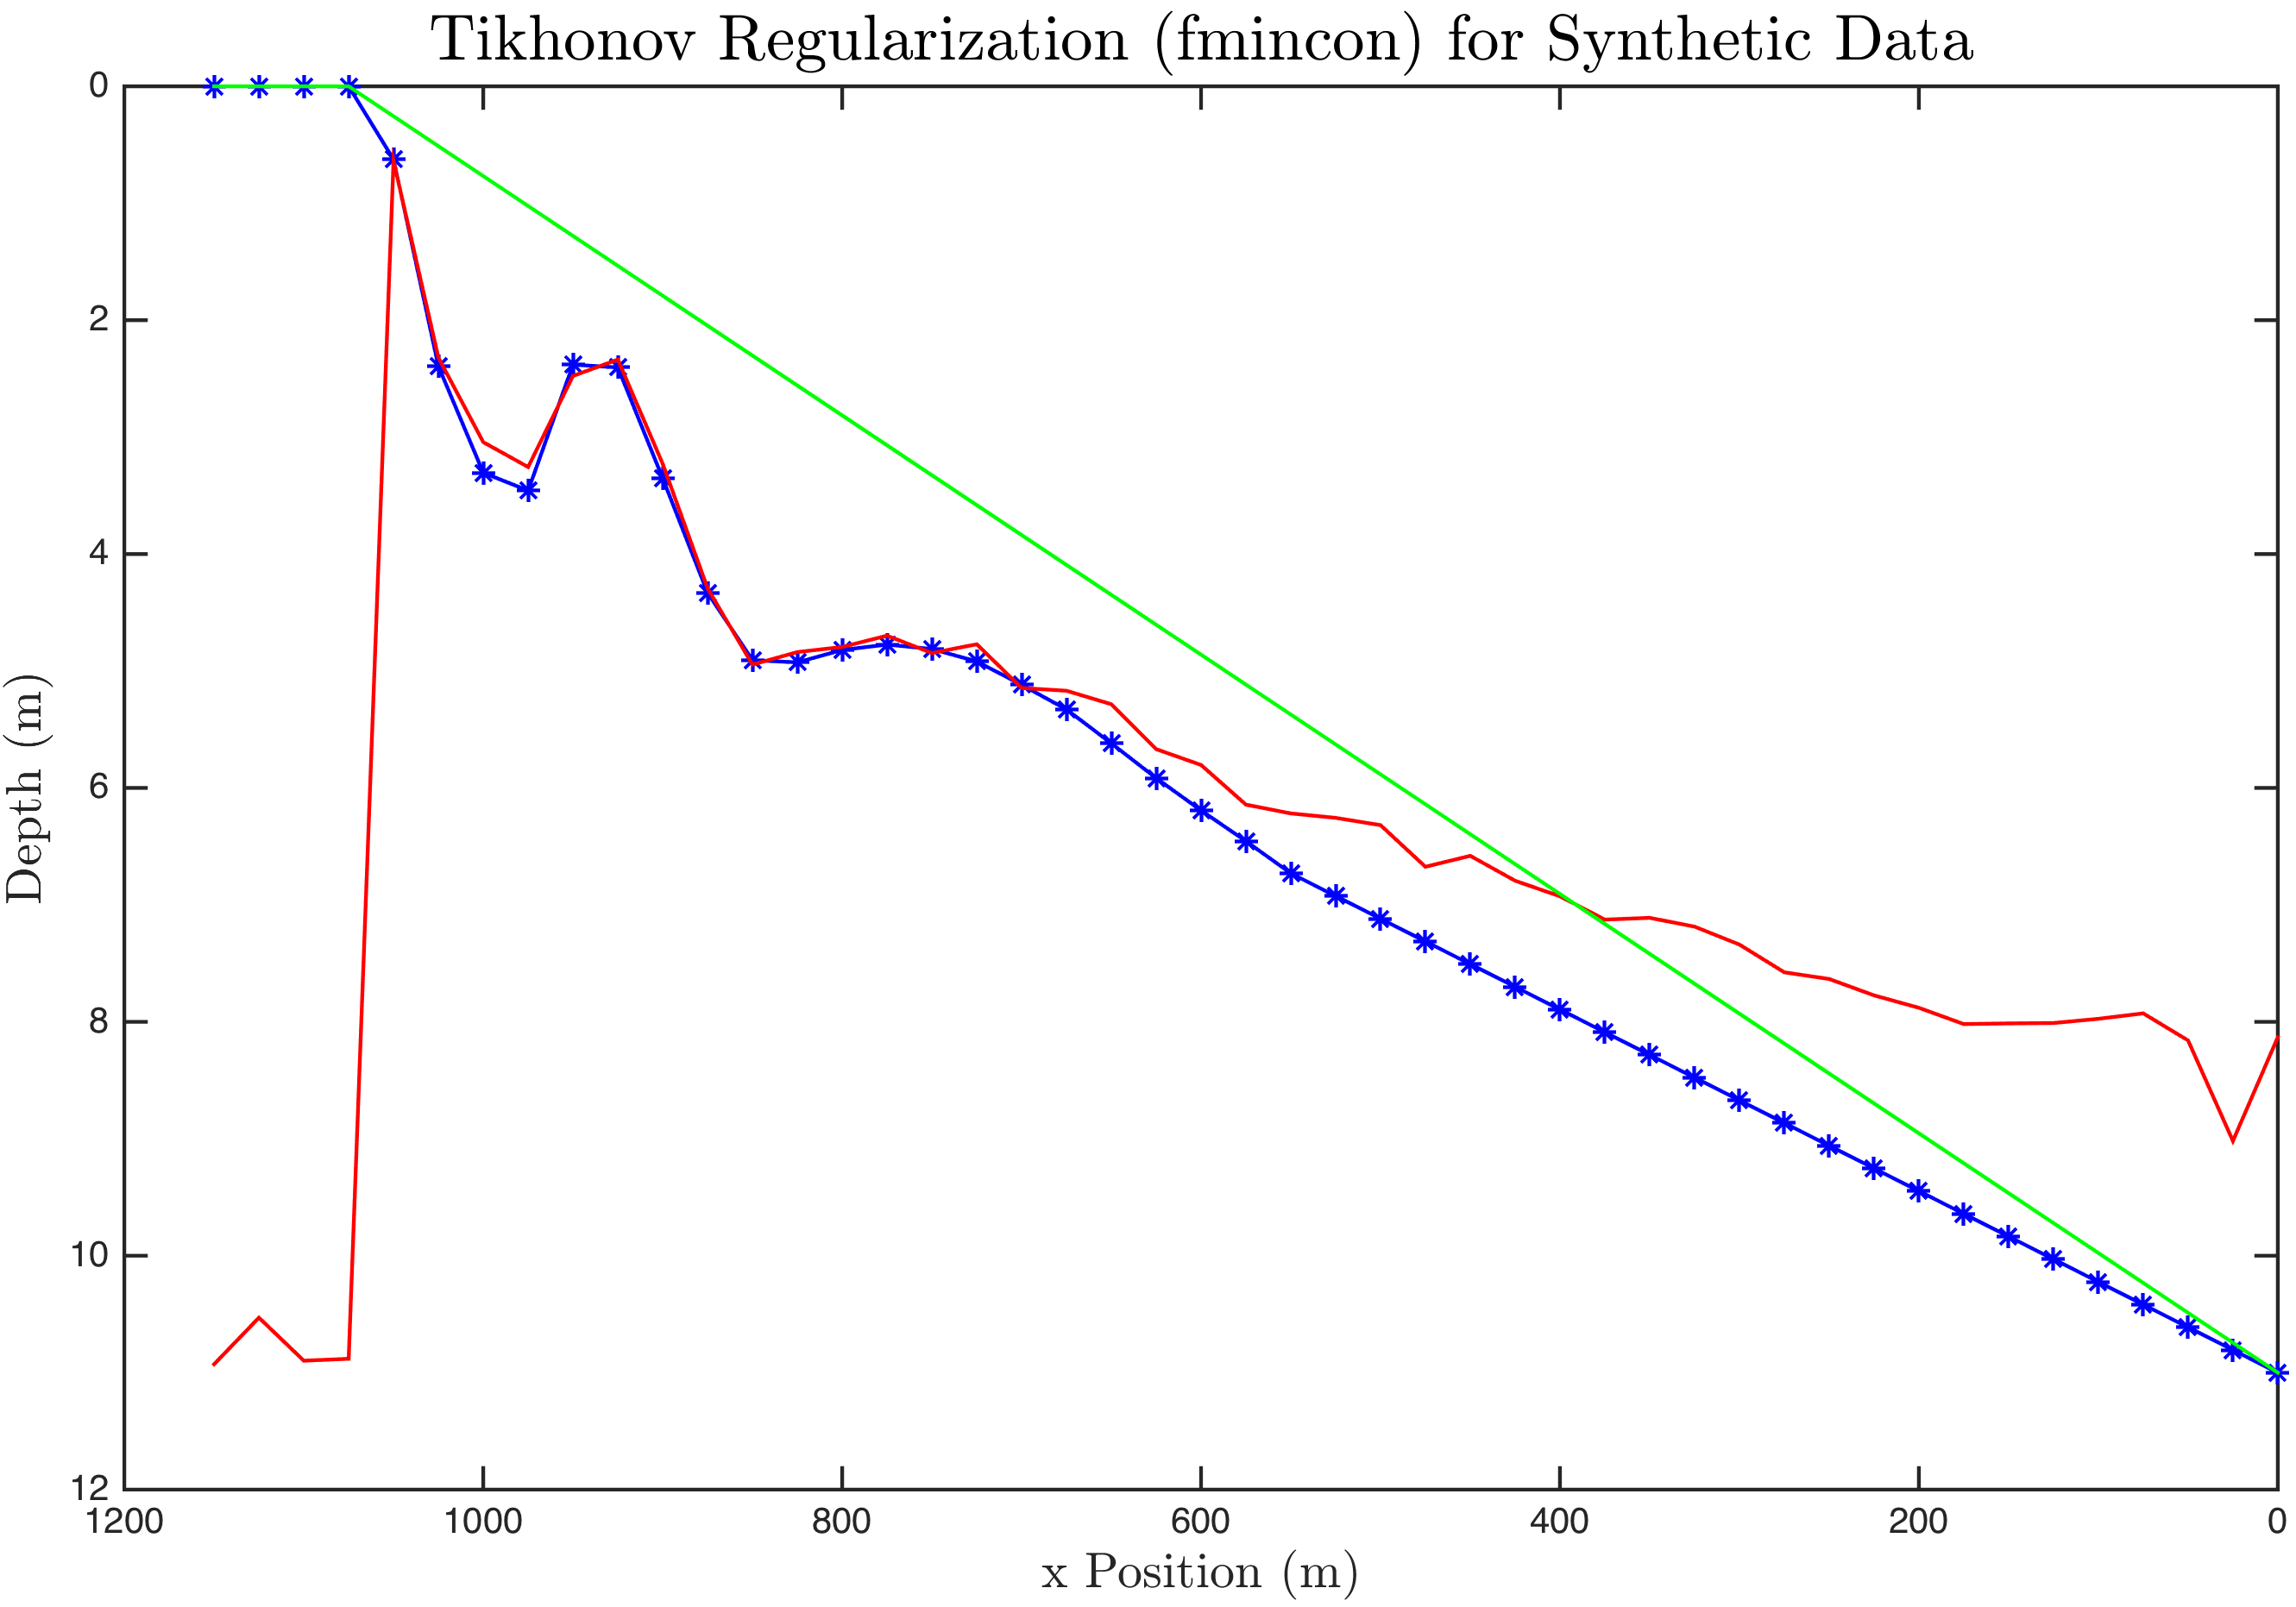 Tikhonov Regularization (fmincon) for Synthetic Data
0
2
4
6
8
10
12
Depth (m)
1200 1000 800 600 400 200 0
x Position (m)